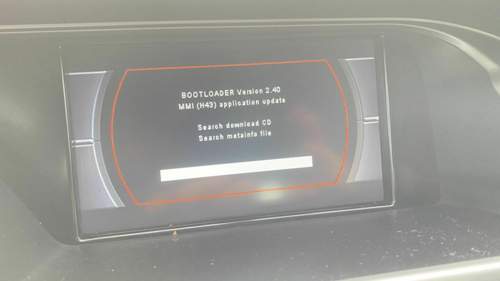 BOOTLOADER Version 2.40
MMI (H43) application update
Search download CD
Search metainfo file